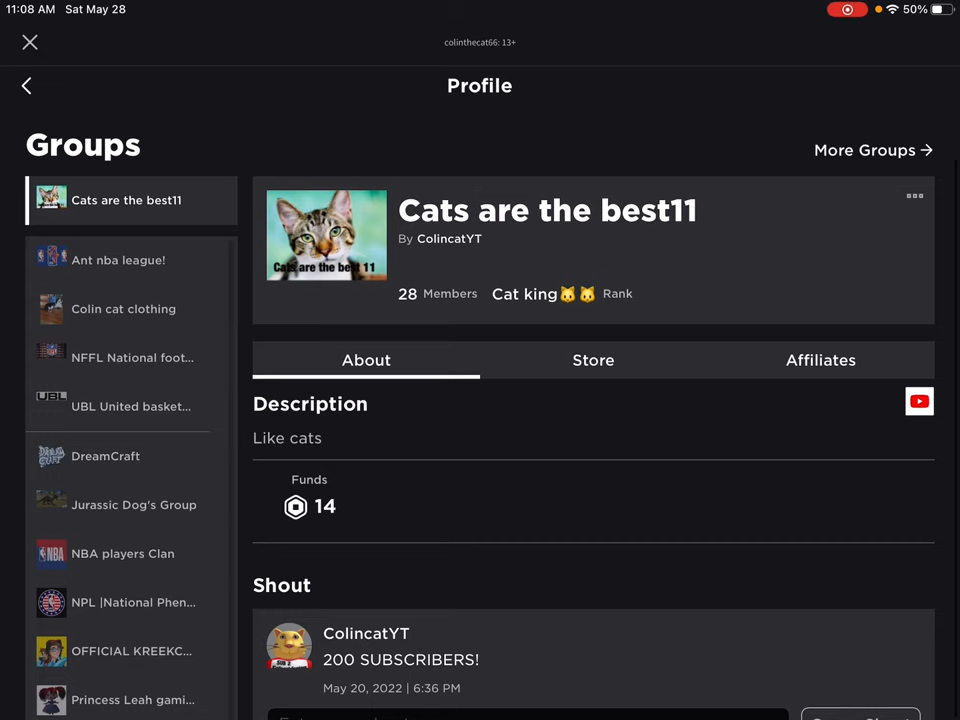 11:08 AM Sat May 28
50%
colinthecat66: 13+
Profile
Groups
More Groups →
Cats are the best11
Ant nba league!
Colin cat clothing
NFFL National foot...
UBL United basket...
DreamCraft
Jurassic Dog's Group
NBA players Clan
NPL |National Phen...
OFFICIAL KREEKC...
Princess Leah gami...
Cats are the best 11
Cats are the best11
By ColincatYT
28 Members Cat king🐱🐱 Rank
About Store Affiliates
Description
Like cats
Funds
14
Shout
ColincatYT
200 SUBSCRIBERS!
May 20, 2022 | 6:36 PM